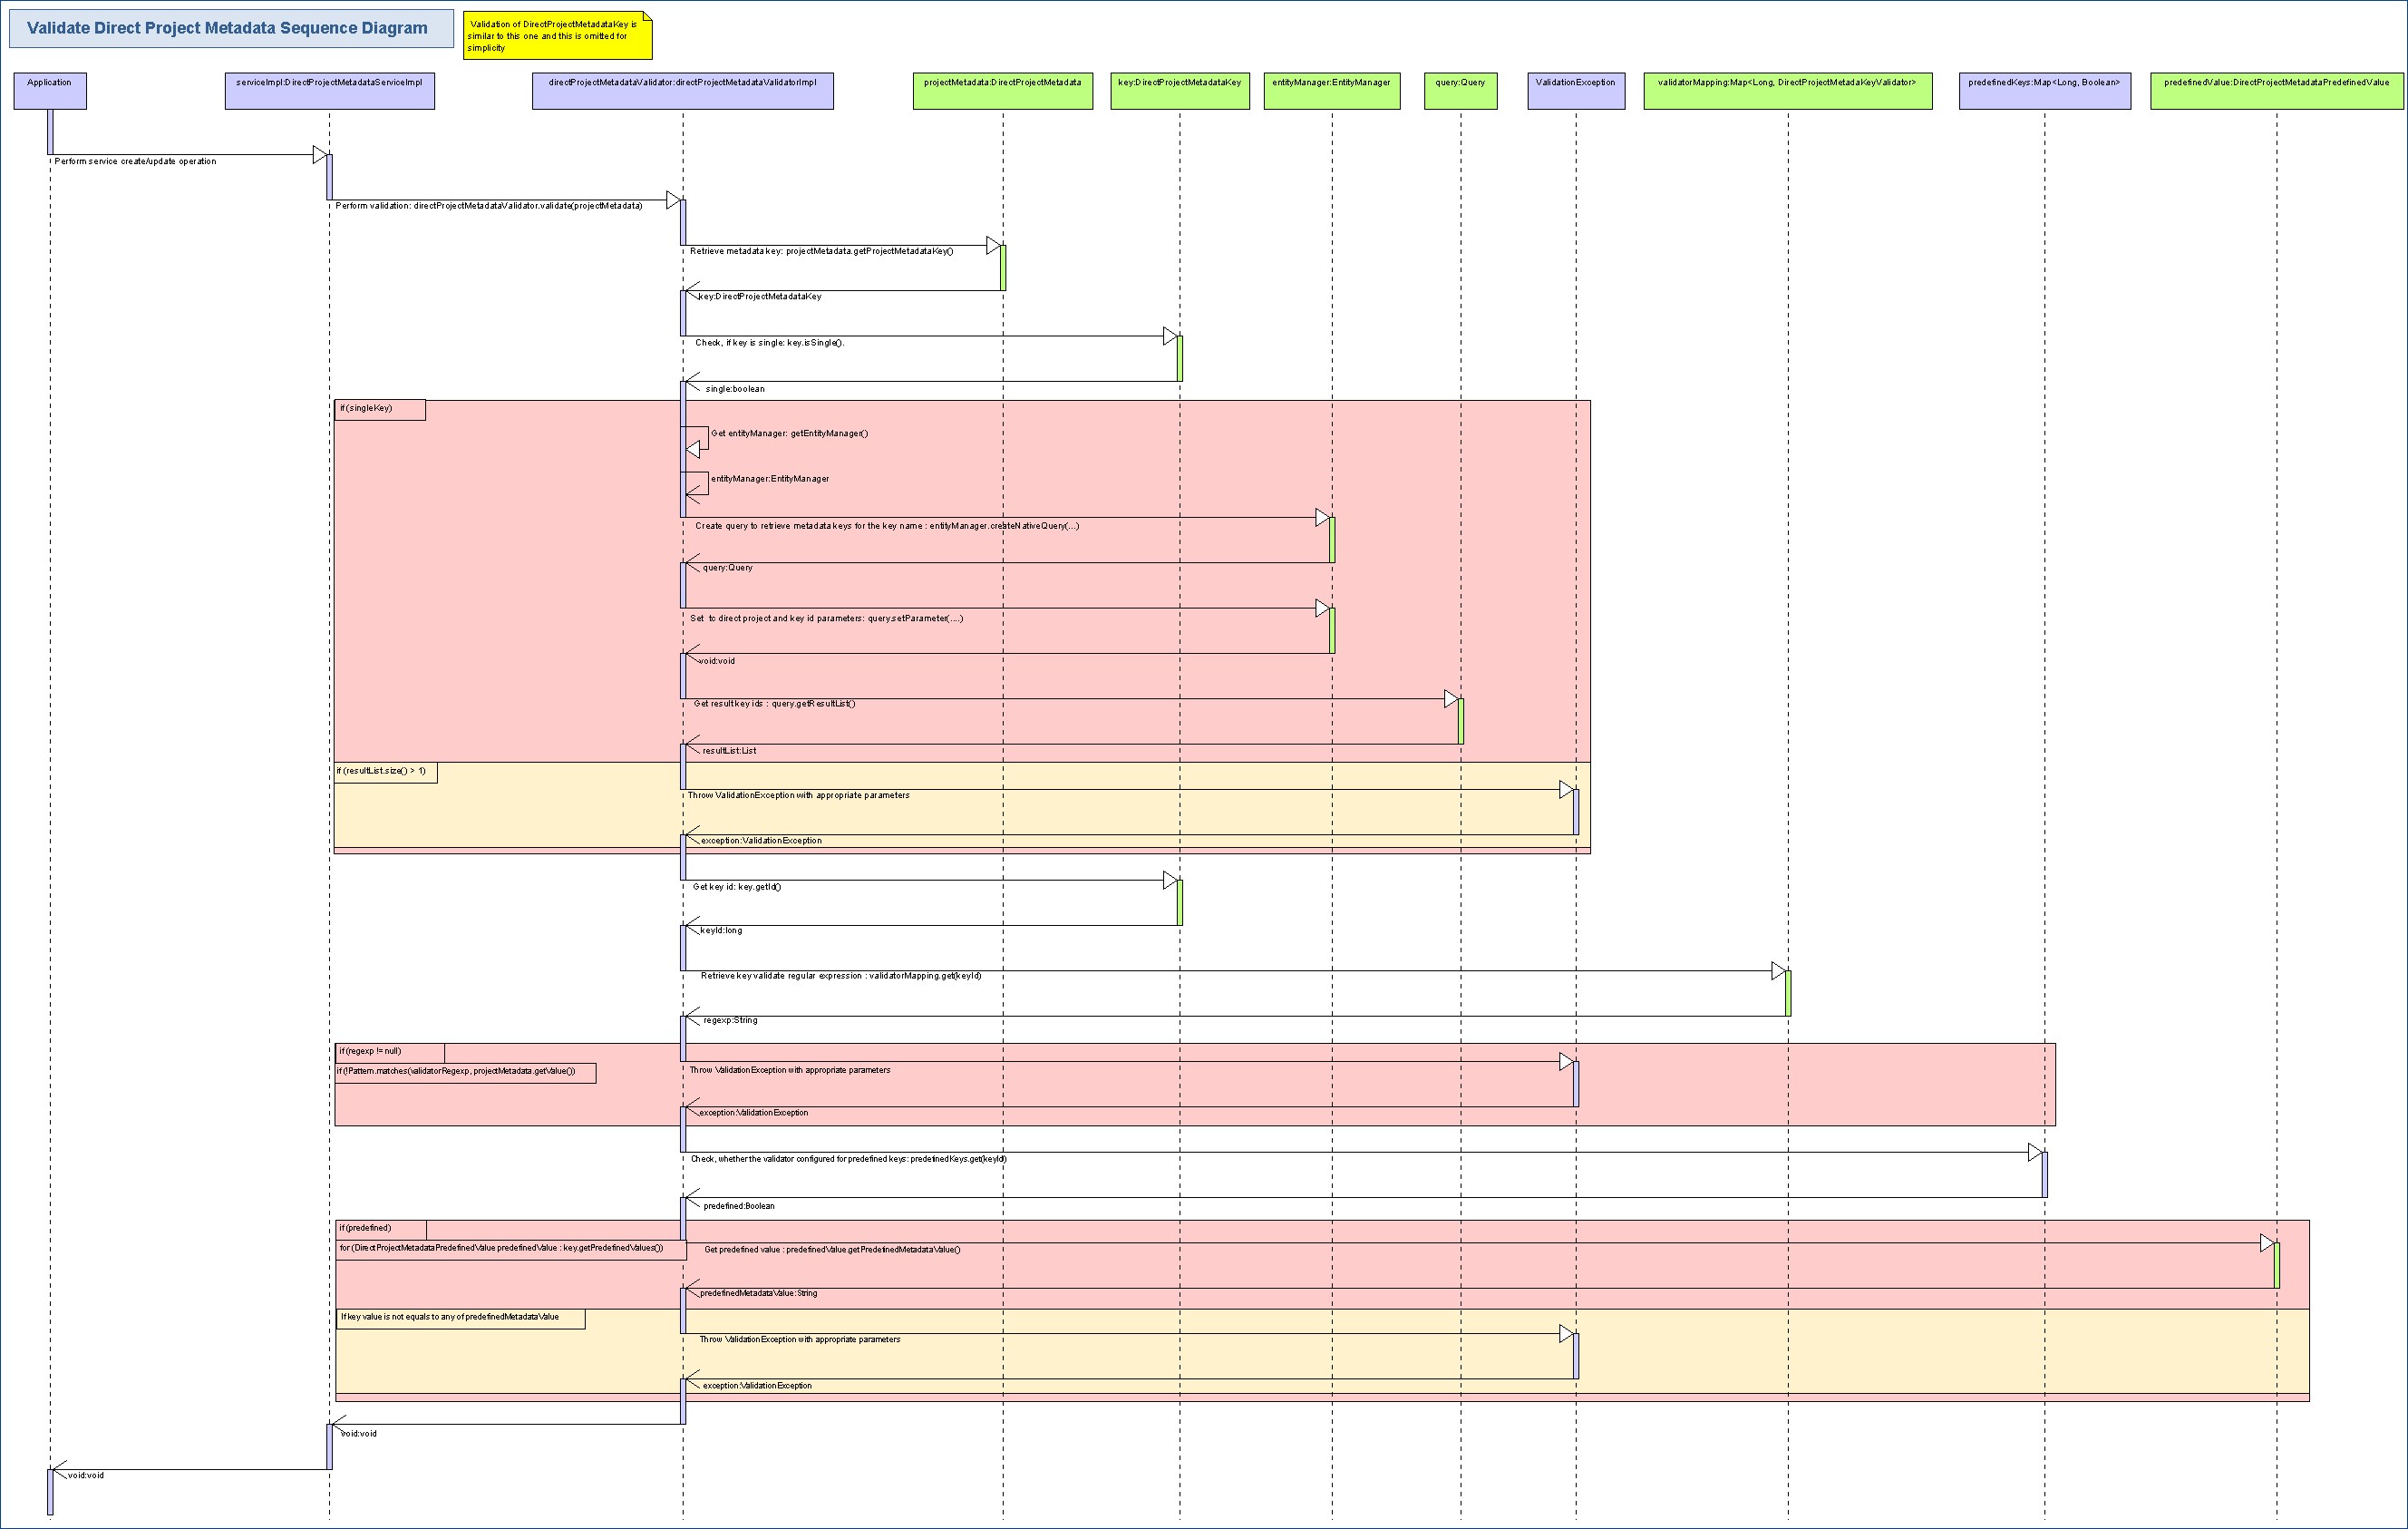 Validate Direct Project Metadata Sequence Diagram
Validation of DirectProjectMetadataKey is
similar to this one and this is omitted for
simplicity
Application
serviceImpl:DirectProjectMetadataServiceImpl
directProjectMetadataValidator:directProjectMetadataValidatorImpl
projectMetadata:DirectProjectMetadata
key:DirectProjectMetadataKey
entityManager:EntityManager
query:Query
ValidationException
validatorMapping:Map<Long, DirectProjetMetadaKeyValidator>
predefinedKeys:Map<Long, Boolean>
predefinedValue:DirectProjectMetadataPredefinedValue
Perform service create/update operation
Perform validation: directProjectMetadataValidator.validate(projectMetadata)
Retrieve metadata key: projectMetadata.getProjectMetadataKey()
key:DirectProjectMetadataKey
Check, if key is single: key.isSingle().
single:boolean
if (singleKey)
Get entityManager: getEntityManager()
entityManager:EntityManager
Create query to retrieve metadata keys for the key name : entityManager.createNativeQuery(...)
query:Query
Set  to direct project and key id parameters: query.setParameter(....)
void:void
Get result key ids : query.getResultList()
resultList:List
if (resultList.size() > 1)
Throw ValidationException with appropriate parameters
exception:ValidationException
Get key id: key.getId()
keyId:long
Retrieve key validate regular expression : validatorMapping.get(keyId)
regexp:String
if (regexp != null)
if (!Pattern.matches(validatorRegexp, projectMetadata.getValue())
Throw ValidationException with appropriate parameters
exception:ValidationException
Check, whether the validator configured for predefined keys: predefinedKeys.get(keyId)
predefined:Boolean
if (predefined)
for (DirectProjectMetadataPredefinedValue predefinedValue : key.getPredefinedValues())
Get predefined value : predefinedValue.getPredefinedMetadataValue()
predefinedMetadataValue:String
If key value is not equals to any of predefinedMetadataValue
Throw ValidationException with appropriate parameters
exception:ValidationException
void:void
void:void